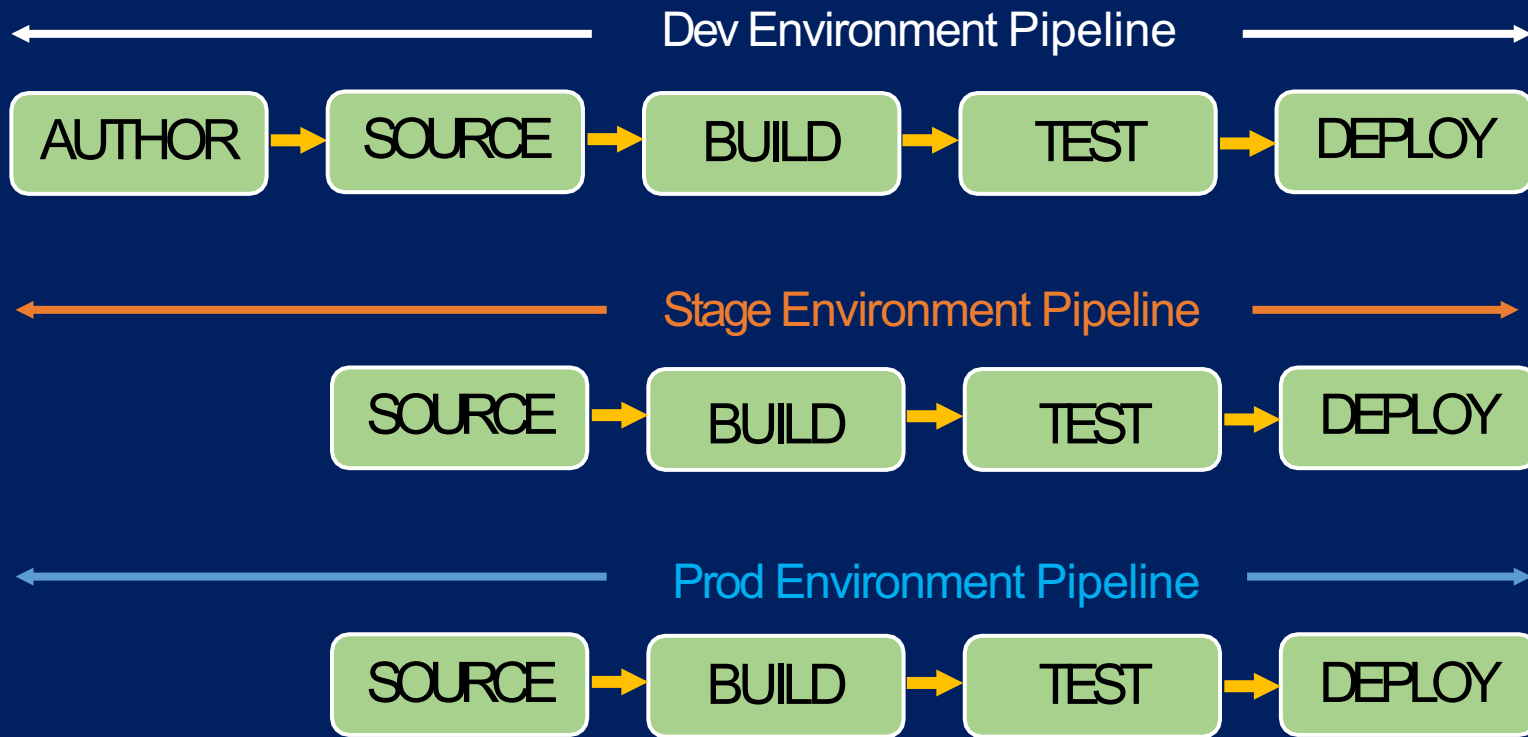 Dev Environment Pipeline
AUTHOR SOURCE BUILD TEST DEPLOY
Stage Environment Pipeline
SOURCE BUILD TEST DEPLOY
Prod Environment Pipeline
SOURCE BUILD TEST DEPLOY